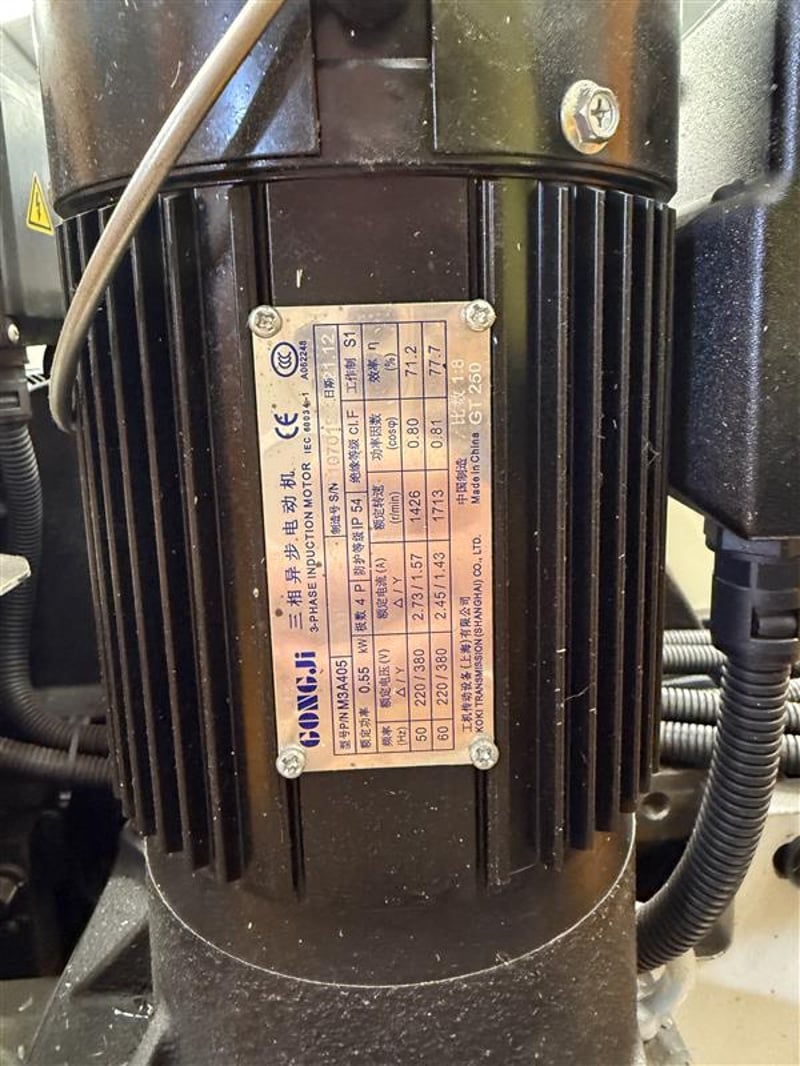 GONGJi 三相异步电动机 CE CCC
3-PHASE INDUCTION MOTOR IEC 60034-1 A062248
型号P/N M3A405 制造号 S/N 日期 21.12
额定功率 0.55 kW 极数 4 P 防护等级 IP 54 绝缘等级 Cl.F 工作制 S1
频率 (Hz) 额定电压(V) △/Y 额定电流(A) △/Y 额定转速 (r/min) 功率因数 (cosφ) 效率η (%)
50 220/380 2.73/1.57 1426 0.80 71.2
60 220/380 2.45/1.43 1713 0.81 77.7
工机传动设备(上海)有限公司 中国制造 比数 1:8
KOKI TRANSMISSION(SHANGHAI) CO., LTD. Made in China GT 250